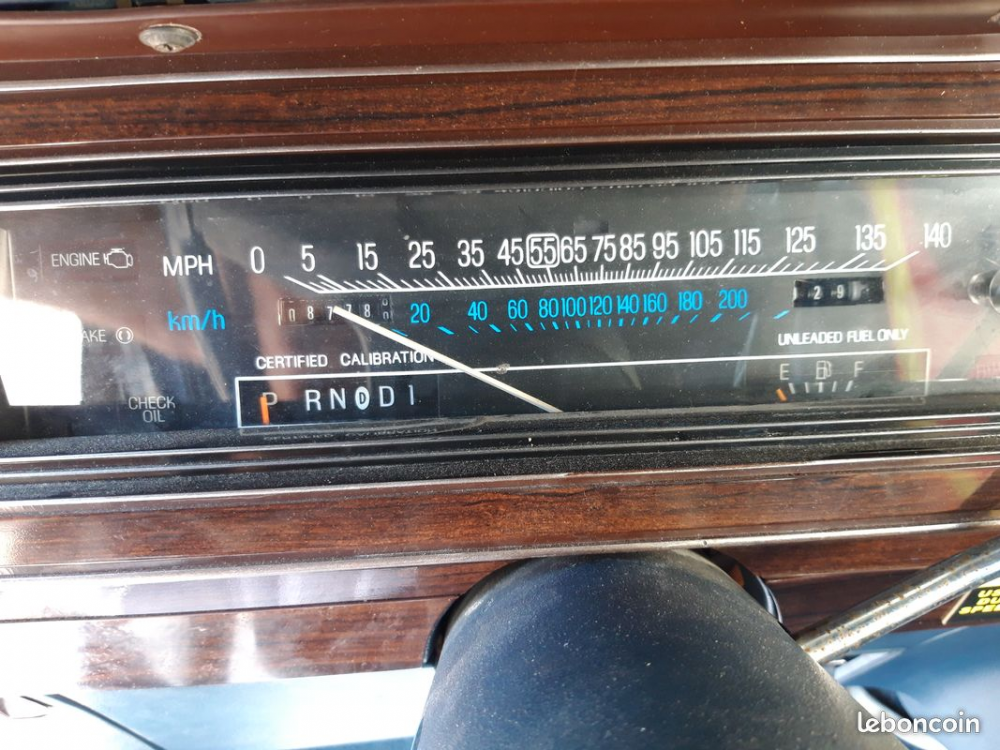 0 5 15 25 35 45 55 65 75 85 95 105 115 125 135 140
ENGINE
MPH
20 40 60 80 100 120 140 160 180 200
km/h
UNLEADED FUEL ONLY
CERTIFIED CALIBRATION
E F
P R N D D 1
CHECK
OIL
leboncoin